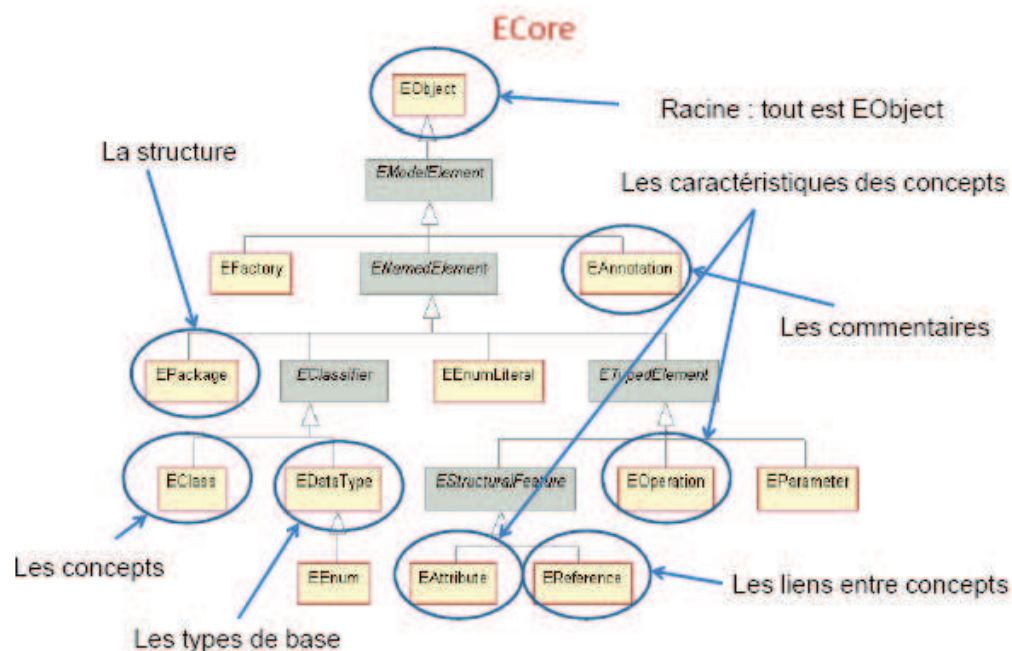 ECore
EObject
Racine : tout est EObject
La structure
EModelElement
Les caractéristiques des concepts
EFactory
ENamedElement
EAnnotation
Les commentaires
EPackage
EClassifier
EEnumLiteral
ETypedElement
EClass
EDataType
EStructuralFeature
EOperation
EParameter
Les concepts
EEnum
EAttribute
EReference
Les liens entre concepts
Les types de base